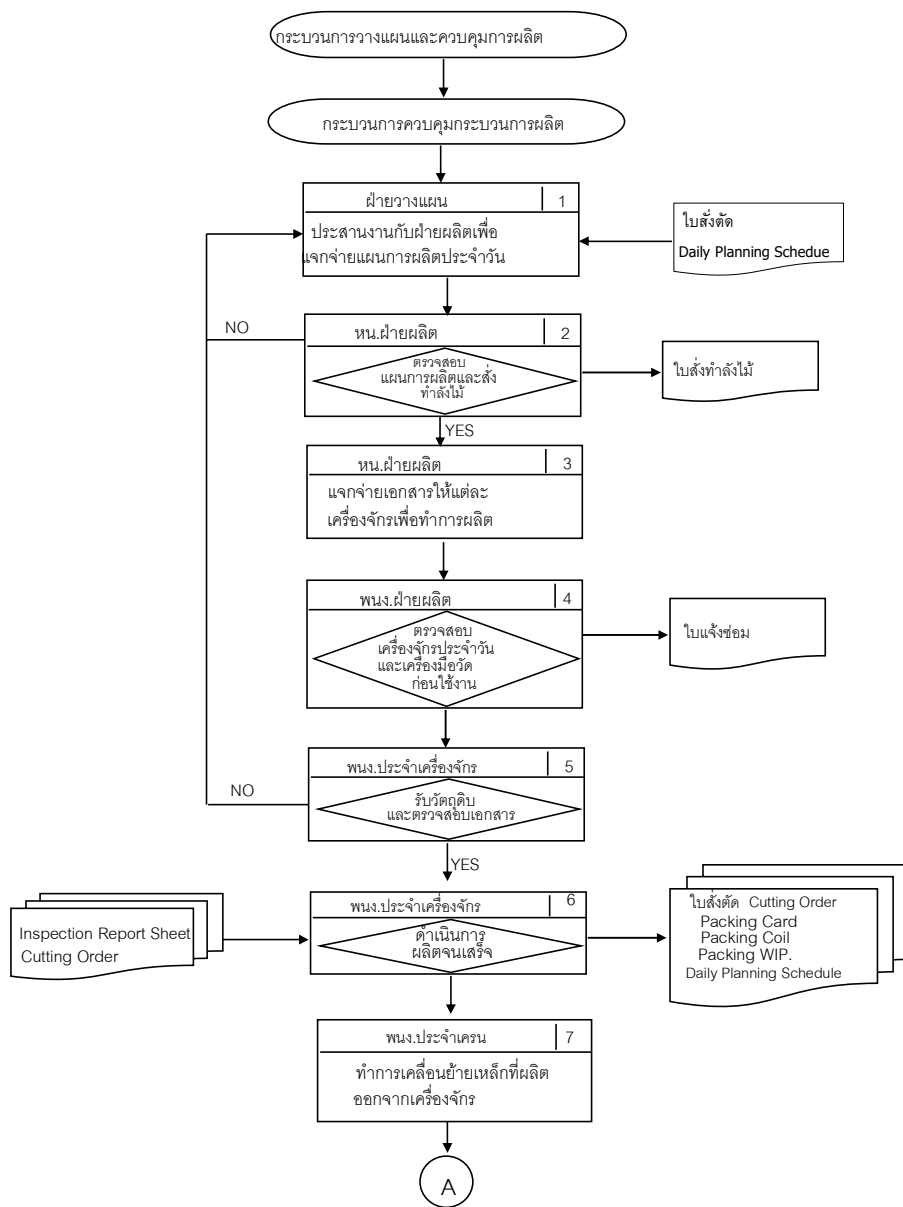 กระบวนการวางแผนและควบคุมการผลิต
กระบวนการควบคุมกระบวนการผลิต
ฝ่ายวางแผน 1
ประสานงานกับฝ่ายผลิตเพื่อ
แจกจ่ายแผนการผลิตประจำวัน
ใบสั่งตัด
Daily Planning Schedue
NO
หน.ฝ่ายผลิต 2
ตรวจสอบ
แผนการผลิตและสั่ง
ทำลังไม้
ใบสั่งทำลังไม้
YES
หน.ฝ่ายผลิต 3
แจกจ่ายเอกสารให้แต่ละ
เครื่องจักรเพื่อทำการผลิต
พนง.ฝ่ายผลิต 4
ตรวจสอบ
เครื่องจักรประจำวัน
และเครื่องมือวัด
ก่อนใช้งาน
ใบแจ้งซ่อม
พนง.ประจำเครื่องจักร 5
NO
รับวัตถุดิบ
และตรวจสอบเอกสาร
YES
พนง.ประจำเครื่องจักร 6
ดำเนินการ
ผลิตจนเสร็จ
Inspection Report Sheet
Cutting Order
ใบสั่งตัด Cutting Order
Packing Card
Packing Coil
Packing WIP.
Daily Planning Schedule
พนง.ประจำเครน 7
ทำการเคลื่อนย้ายเหล็กที่ผลิต
ออกจากเครื่องจักร
A